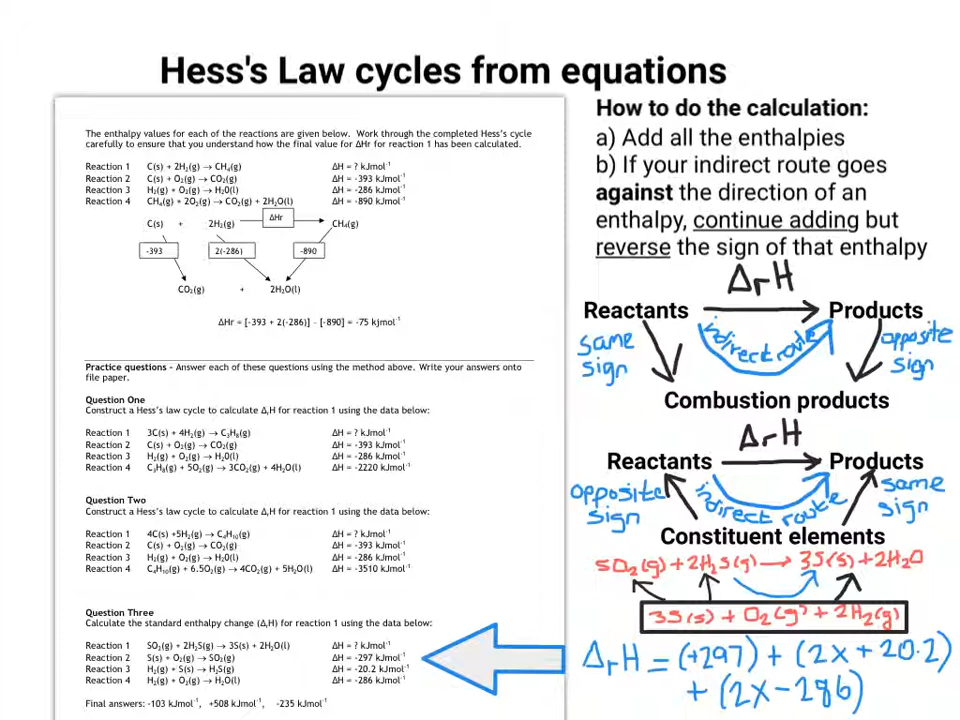 Hess's Law cycles from equations
The enthalpy values for each of the reactions are given below. Work through the completed Hess's cycle
carefully to ensure that you understand how the final value for ΔHr for reaction 1 has been calculated.
Reaction 1 C(s) + 2H₂(g) → CH₄(g) ΔH = ? kJmol⁻¹
Reaction 2 C(s) + O₂(g) → CO₂(g) ΔH = -393 kJmol⁻¹
Reaction 3 H₂(g) + O₂(g) → H₂0(l) ΔH = -286 kJmol⁻¹
Reaction 4 CH₄(g) + 2O₂(g) → CO₂(g) + 2H₂O(l) ΔH = -890 kJmol⁻¹
ΔHr
C(s) + 2H₂(g) CH₄(g)
-393 2(-286) -890
CO₂(g) + 2H₂O(l)
ΔHr = [-393 + 2(-286)] – [-890] = -75 kjmol⁻¹
Practice questions – Answer each of these questions using the method above. Write your answers onto
file paper.
Question One
Construct a Hess's law cycle to calculate ΔᵣH for reaction 1 using the data below:
Reaction 1 3C(s) + 4H₂(g) → C₃H₈(g) ΔH = ? kJmol⁻¹
Reaction 2 C(s) + O₂(g) → CO₂(g) ΔH = -393 kJmol⁻¹
Reaction 3 H₂(g) + O₂(g) → H₂0(l) ΔH = -286 kJmol⁻¹
Reaction 4 C₃H₈(g) + 5O₂(g) → 3CO₂(g) + 4H₂O(l) ΔH = -2220 kJmol⁻¹
Question Two
Construct a Hess's law cycle to calculate ΔᵣH for reaction 1 using the data below:
Reaction 1 4C(s) +5H₂(g) → C₄H₁₀(g) ΔH = ? kJmol⁻¹
Reaction 2 C(s) + O₂(g) → CO₂(g) ΔH = -393 kJmol⁻¹
Reaction 3 H₂(g) + O₂(g) → H₂0(l) ΔH = -286 kJmol⁻¹
Reaction 4 C₄H₁₀(g) + 6.5O₂(g) → 4CO₂(g) + 5H₂O(l) ΔH = -3510 kJmol⁻¹
Question Three
Calculate the standard enthalpy change (ΔᵣH) for reaction 1 using the data below:
Reaction 1 SO₂(g) + 2H₂S(g) → 3S(s) + 2H₂O(l) ΔH = ? kJmol⁻¹
Reaction 2 S(s) + O₂(g) → SO₂(g) ΔH = -297 kJmol⁻¹
Reaction 3 H₂(g) + S(s) → H₂S(g) ΔH = -20.2 kJmol⁻¹
Reaction 4 H₂(g) + O₂(g) → H₂O(l) ΔH = -286 kJmol⁻¹
Final answers: -103 kJmol⁻¹, +508 kJmol⁻¹, -235 kJmol⁻¹
How to do the calculation:
a) Add all the enthalpies
b) If your indirect route goes
against the direction of an
enthalpy, continue adding but
reverse the sign of that enthalpy
ΔrH
Reactants Products
same sign indirect route opposite sign
Combustion products
ΔrH
Reactants Products
opposite sign indirect route same sign
Constituent elements
SO₂(g) + 2H₂S(g) → 3S(s) + 2H₂O
3S(s) + O₂(g) + 2H₂(g)
ΔrH = (+297) + (2x+20.2)
+ (2x-286)